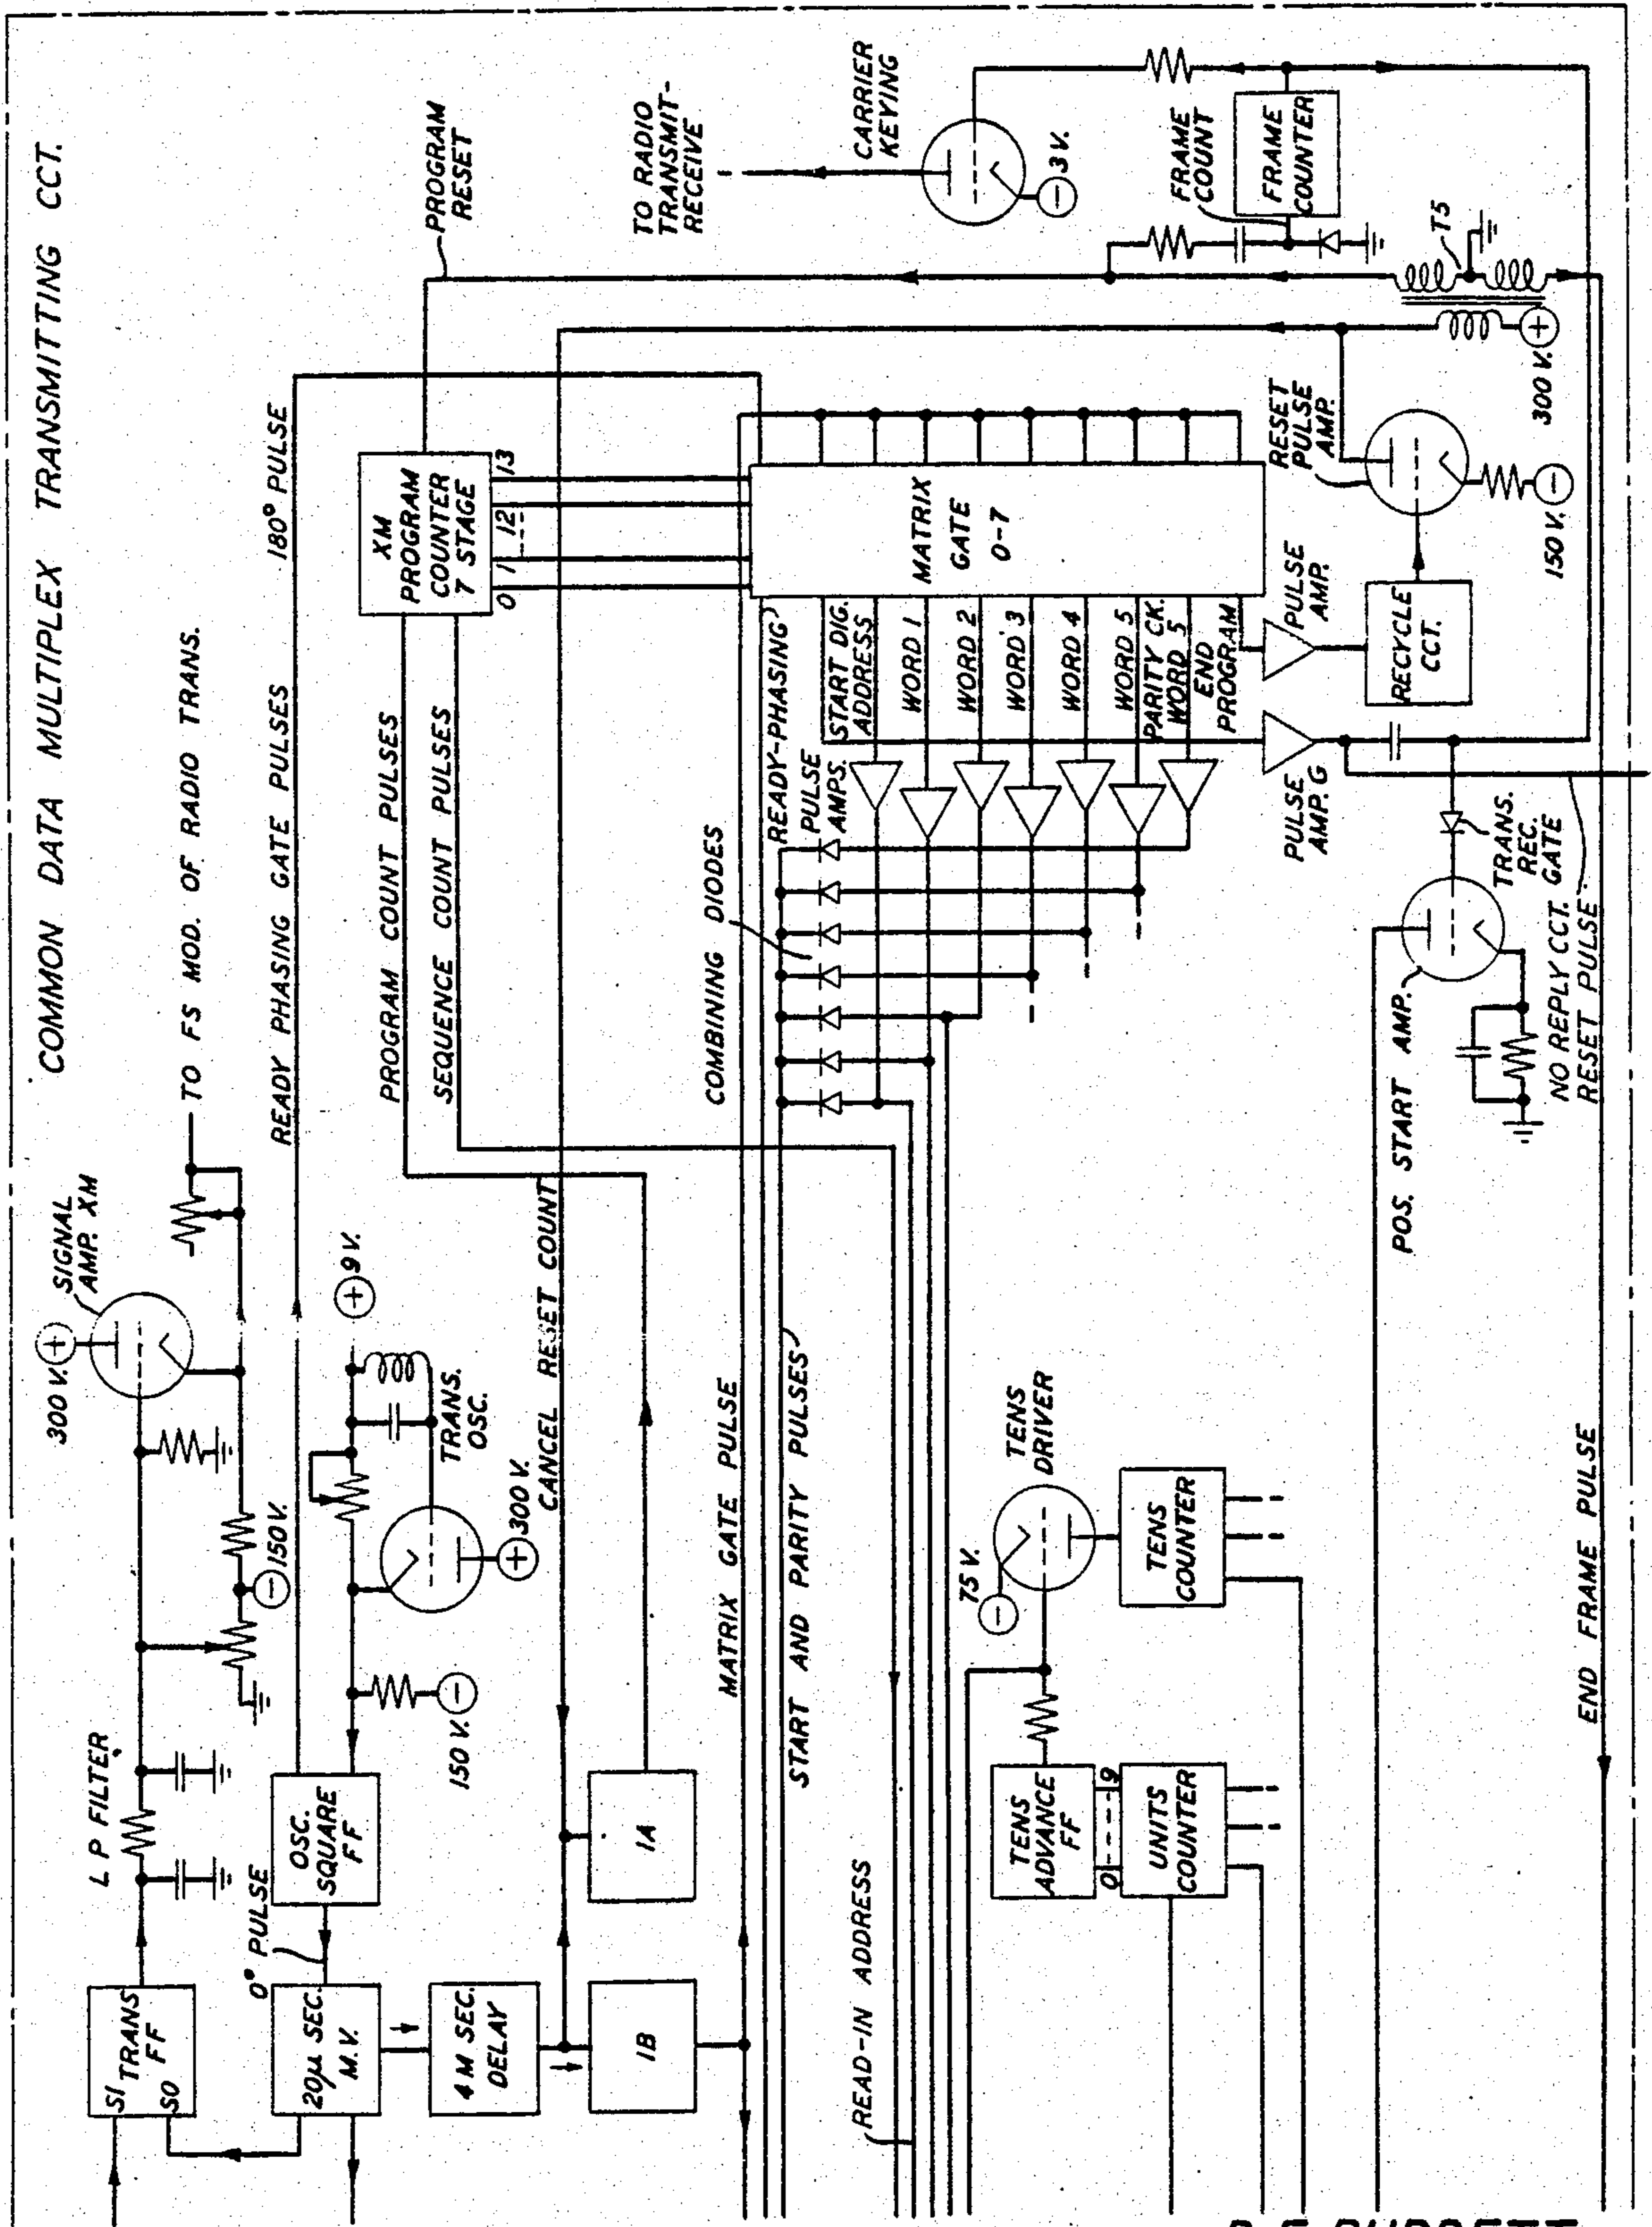 COMMON DATA MULTIPLEX TRANSMITTING CCT.
300 V.
+
SIGNAL
AMP. XM
TO FS MOD. OF RADIO TRANS.
L P FILTER
S1
TRANS
FF
SO
-
150 V.
READY PHASING GATE PULSES
180° PULSE
0° PULSE
OSC.
SQUARE
FF
20µ SEC.
M.V.
+
9 V.
TRANS.
OSC.
150 V.
-
+
300 V.
PROGRAM COUNT PULSES
SEQUENCE COUNT PULSES
XM
PROGRAM
COUNTER
7 STAGE
0 1 12 13
PROGRAM
RESET
4 M SEC.
DELAY
CANCEL RESET COUNT
1B
1A
TO RADIO
TRANSMIT-
RECEIVE
CARRIER
KEYING
-
3 V.
MATRIX GATE PULSE
COMBINING DIODES
START AND PARITY PULSES
READY-PHASING
PULSE
AMPS.
START DIG.
ADDRESS
WORD 1
WORD 2
WORD 3
WORD 4
WORD 5
PARITY CK.
WORD 5
END
PROGRAM
MATRIX
GATE
0-7
READ-IN ADDRESS
75 V.
-
TENS
DRIVER
TENS
ADVANCE
FF
0 9
UNITS
COUNTER
TENS
COUNTER
FRAME
COUNT
FRAME
COUNTER
T5
RESET
PULSE
AMP.
PULSE
AMP.
RECYCLE
CCT.
150 V.
-
300 V.
+
PULSE
AMP. G
TRANS.
REC.
GATE
POS. START AMP.
NO REPLY CCT.
RESET PULSE
END FRAME PULSE